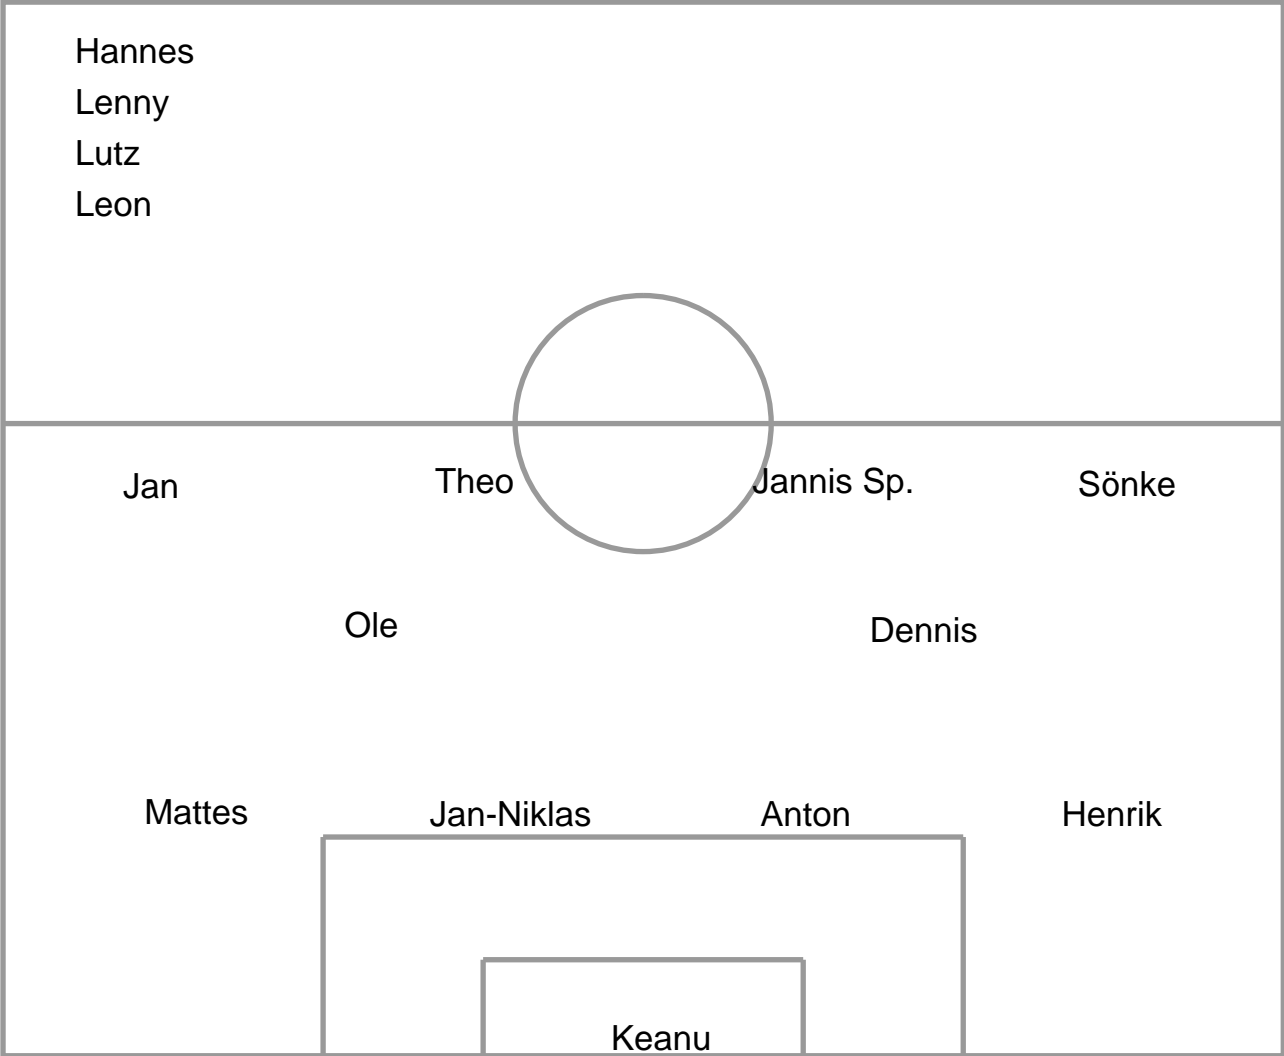 Hannes
Lenny
Lutz
Leon
Jan Theo Jannis Sp. Sönke
Ole Dennis
Mattes Jan-Niklas Anton Henrik
Keanu